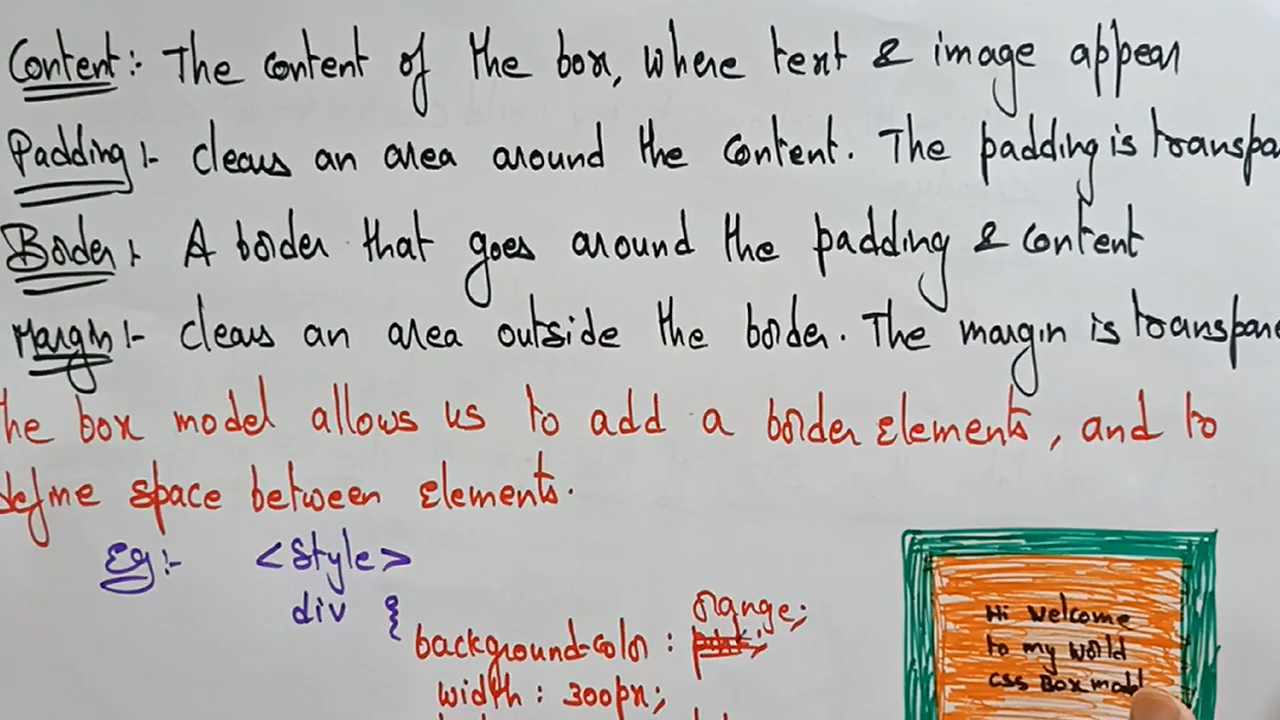 Content:- The content of the box, where text & image appear
Padding:- clears an area around the content. The padding is transpa
Border: A border that goes around the padding & content
Margin:- clears an area outside the border. The margin is transpare
he box model allows us to add a border elements, and to
define space between elements.
Eg:- <style>
div {
orange;
background-color :
width : 300px;
Hi welcome
to my world
css Box model